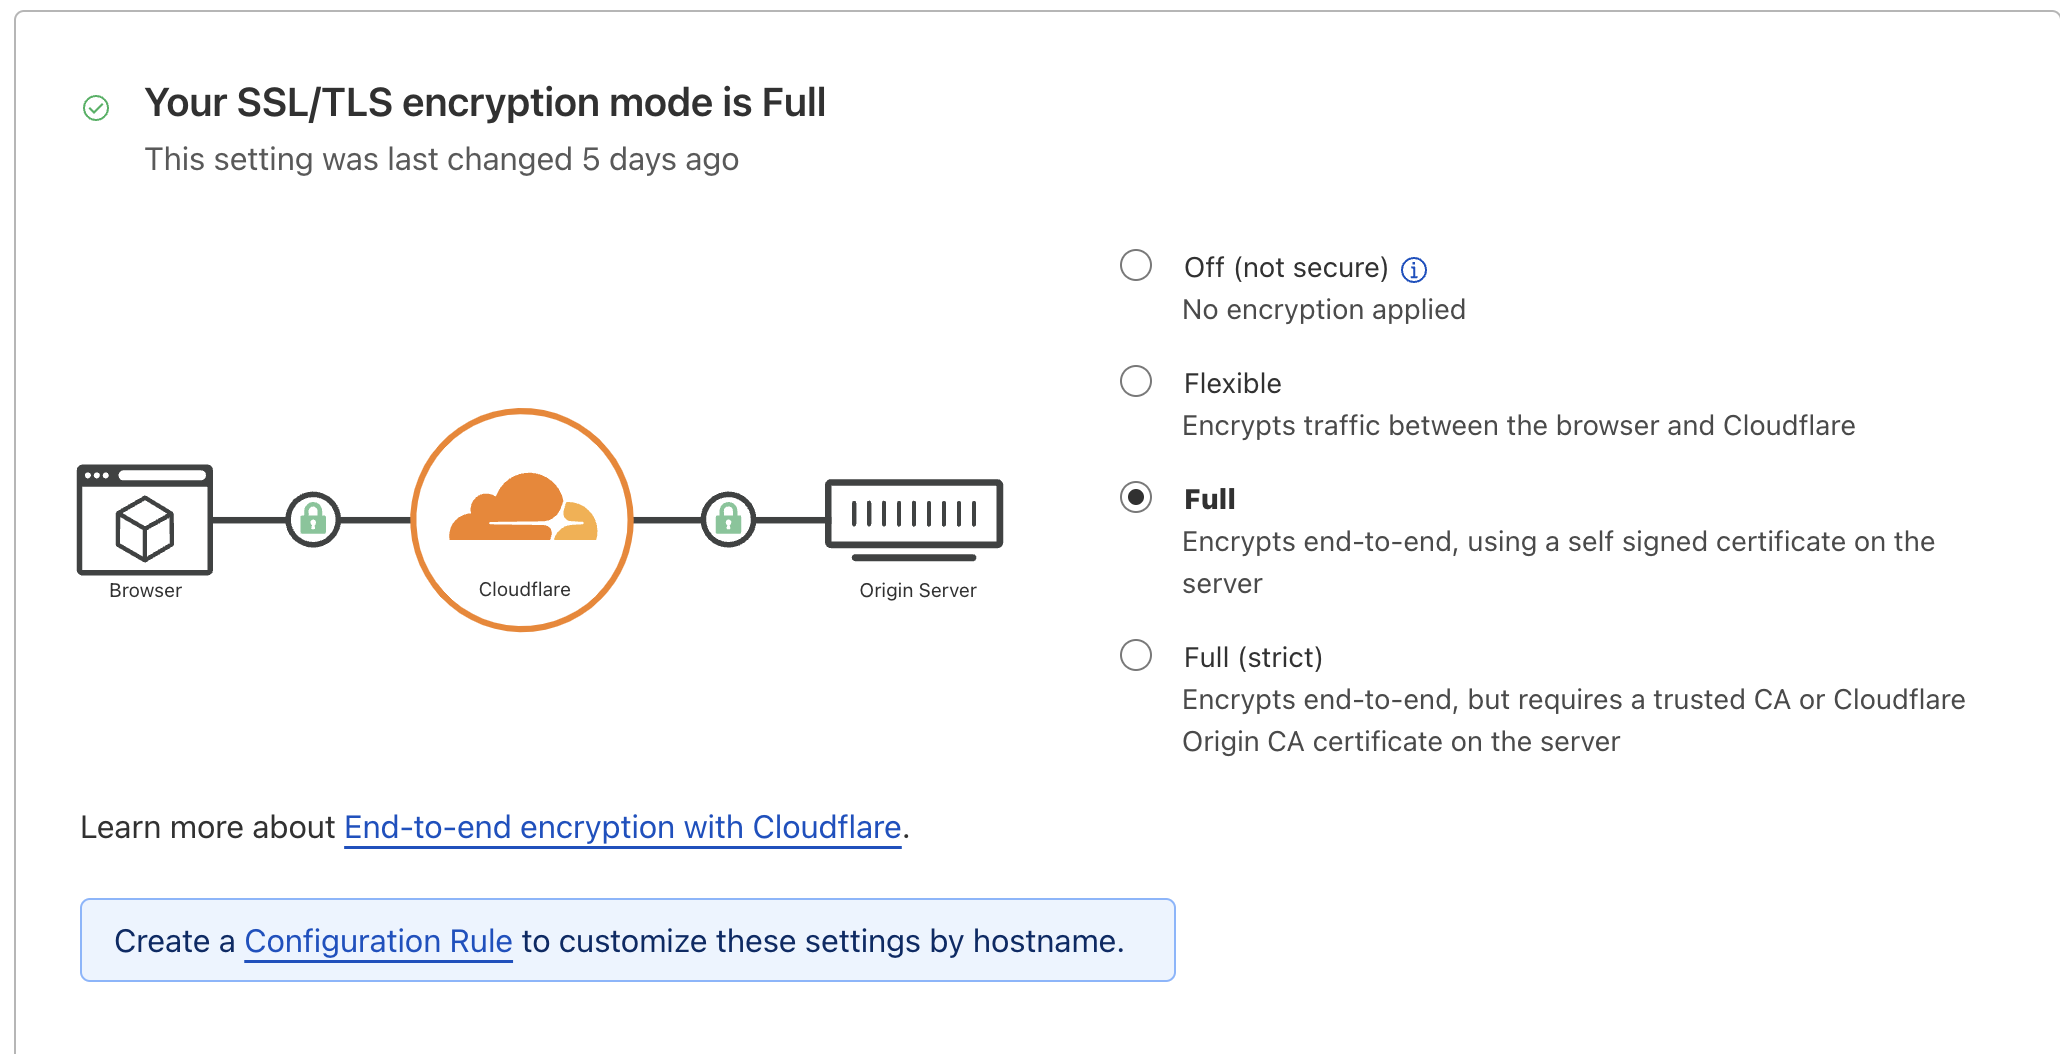 Your SSL/TLS encryption mode is Full
This setting was last changed 5 days ago
Off (not secure)
No encryption applied
Flexible
Encrypts traffic between the browser and Cloudflare
Full
Encrypts end-to-end, using a self signed certificate on the
server
Full (strict)
Encrypts end-to-end, but requires a trusted CA or Cloudflare
Origin CA certificate on the server
Browser
Cloudflare
Origin Server
Learn more about End-to-end encryption with Cloudflare.
Create a Configuration Rule to customize these settings by hostname.